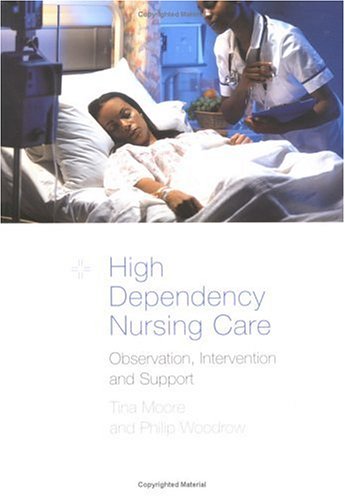 Copyrighted Material
High
Dependency
Nursing Care
Observation, Intervention
and Support
Tina Moore
and Philip Woodrow
Copyrighted Material